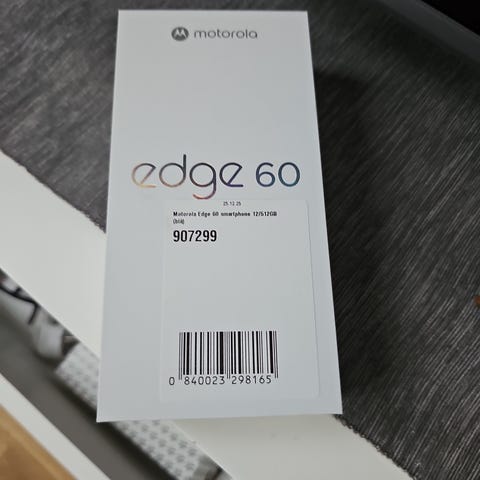 motorola
edge 60
25.12.25
Motorola Edge 60 smartphone 12/512GB
(blå)
907299
0 840023 298165